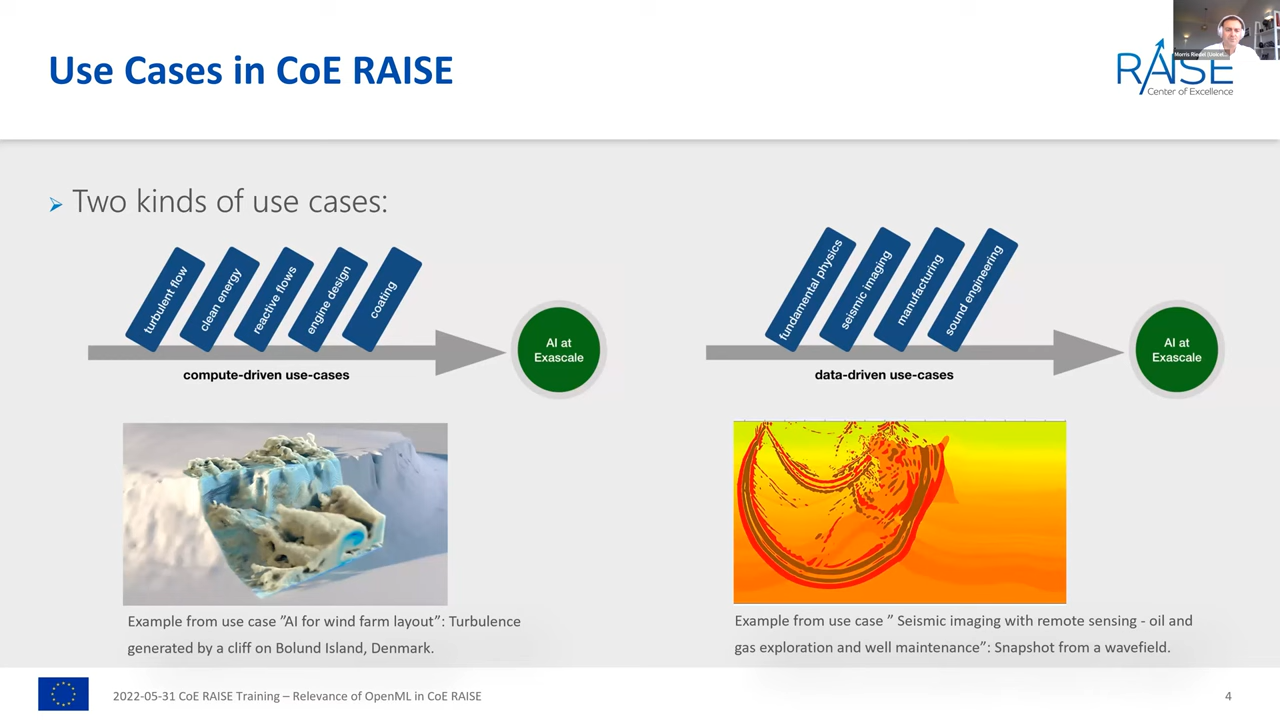 Use Cases in CoE RAISE
RAISE
Center of Excellence
Morris Riedel
Two kinds of use cases:
turbulent flow
clean energy
reactive flows
engine design
coating
AI at
Exascale
compute-driven use-cases
fundamental physics
seismic imaging
manufacturing
sound engineering
AI at
Exascale
data-driven use-cases
Example from use case ”AI for wind farm layout”: Turbulence
generated by a cliff on Bolund Island, Denmark.
Example from use case ” Seismic imaging with remote sensing - oil and
gas exploration and well maintenance”: Snapshot from a wavefield.
2022-05-31 CoE RAISE Training – Relevance of OpenML in CoE RAISE
4